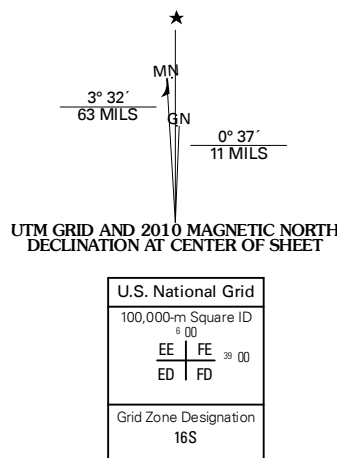 MN
3° 32´
63 MILS
GN
0° 37´
11 MILS
UTM GRID AND 2010 MAGNETIC NORTH
DECLINATION AT CENTER OF SHEET
U.S. National Grid
100,000-m Square ID
6 00
EE FE 39 00
ED FD
Grid Zone Designation
16S